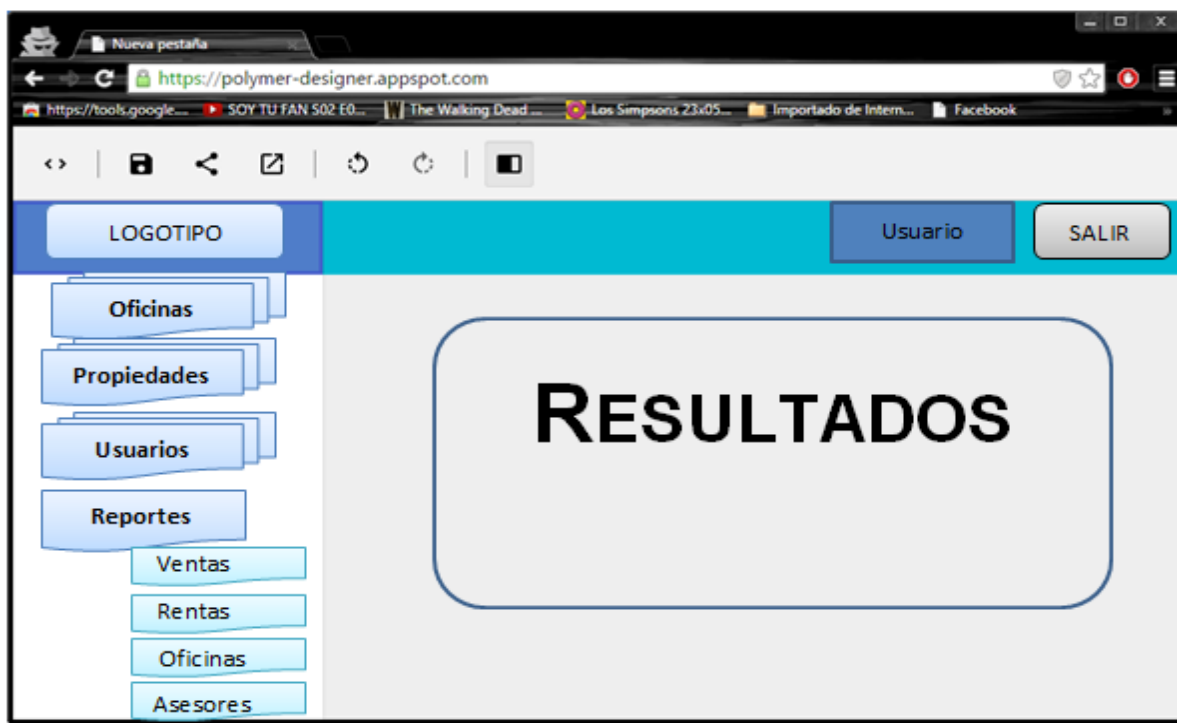 Nueva pestaña
https://polymer-designer.appspot.com
https://tools.google... SOY TU FAN S02 E0... The Walking Dead ... Los Simpsons 23x05... Importado de Intern... Facebook
LOGOTIPO
Usuario
SALIR
Oficinas
Propiedades
Usuarios
Reportes
Ventas
Rentas
Oficinas
Asesores
RESULTADOS